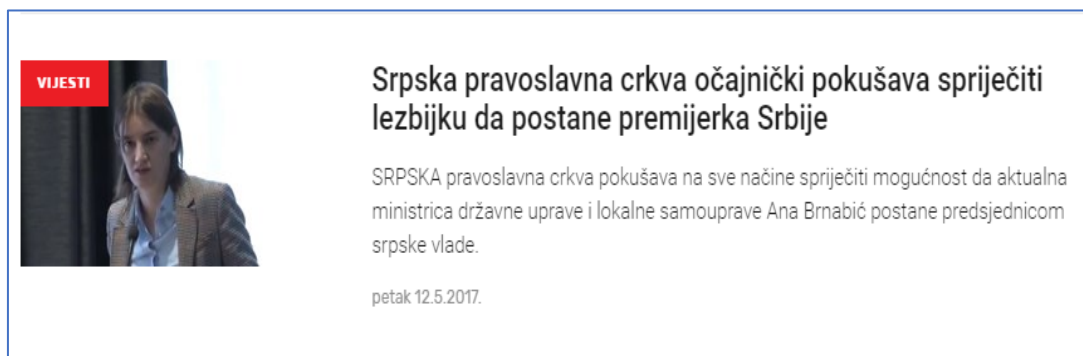 VIJESTI
Srpska pravoslavna crkva očajnički pokušava spriječiti
lezbijku da postane premijerka Srbije
SRPSKA pravoslavna crkva pokušava na sve načine spriječiti mogućnost da aktualna
ministrica državne uprave i lokalne samouprave Ana Brnabić postane predsjednicom
srpske vlade.
petak 12.5.2017.